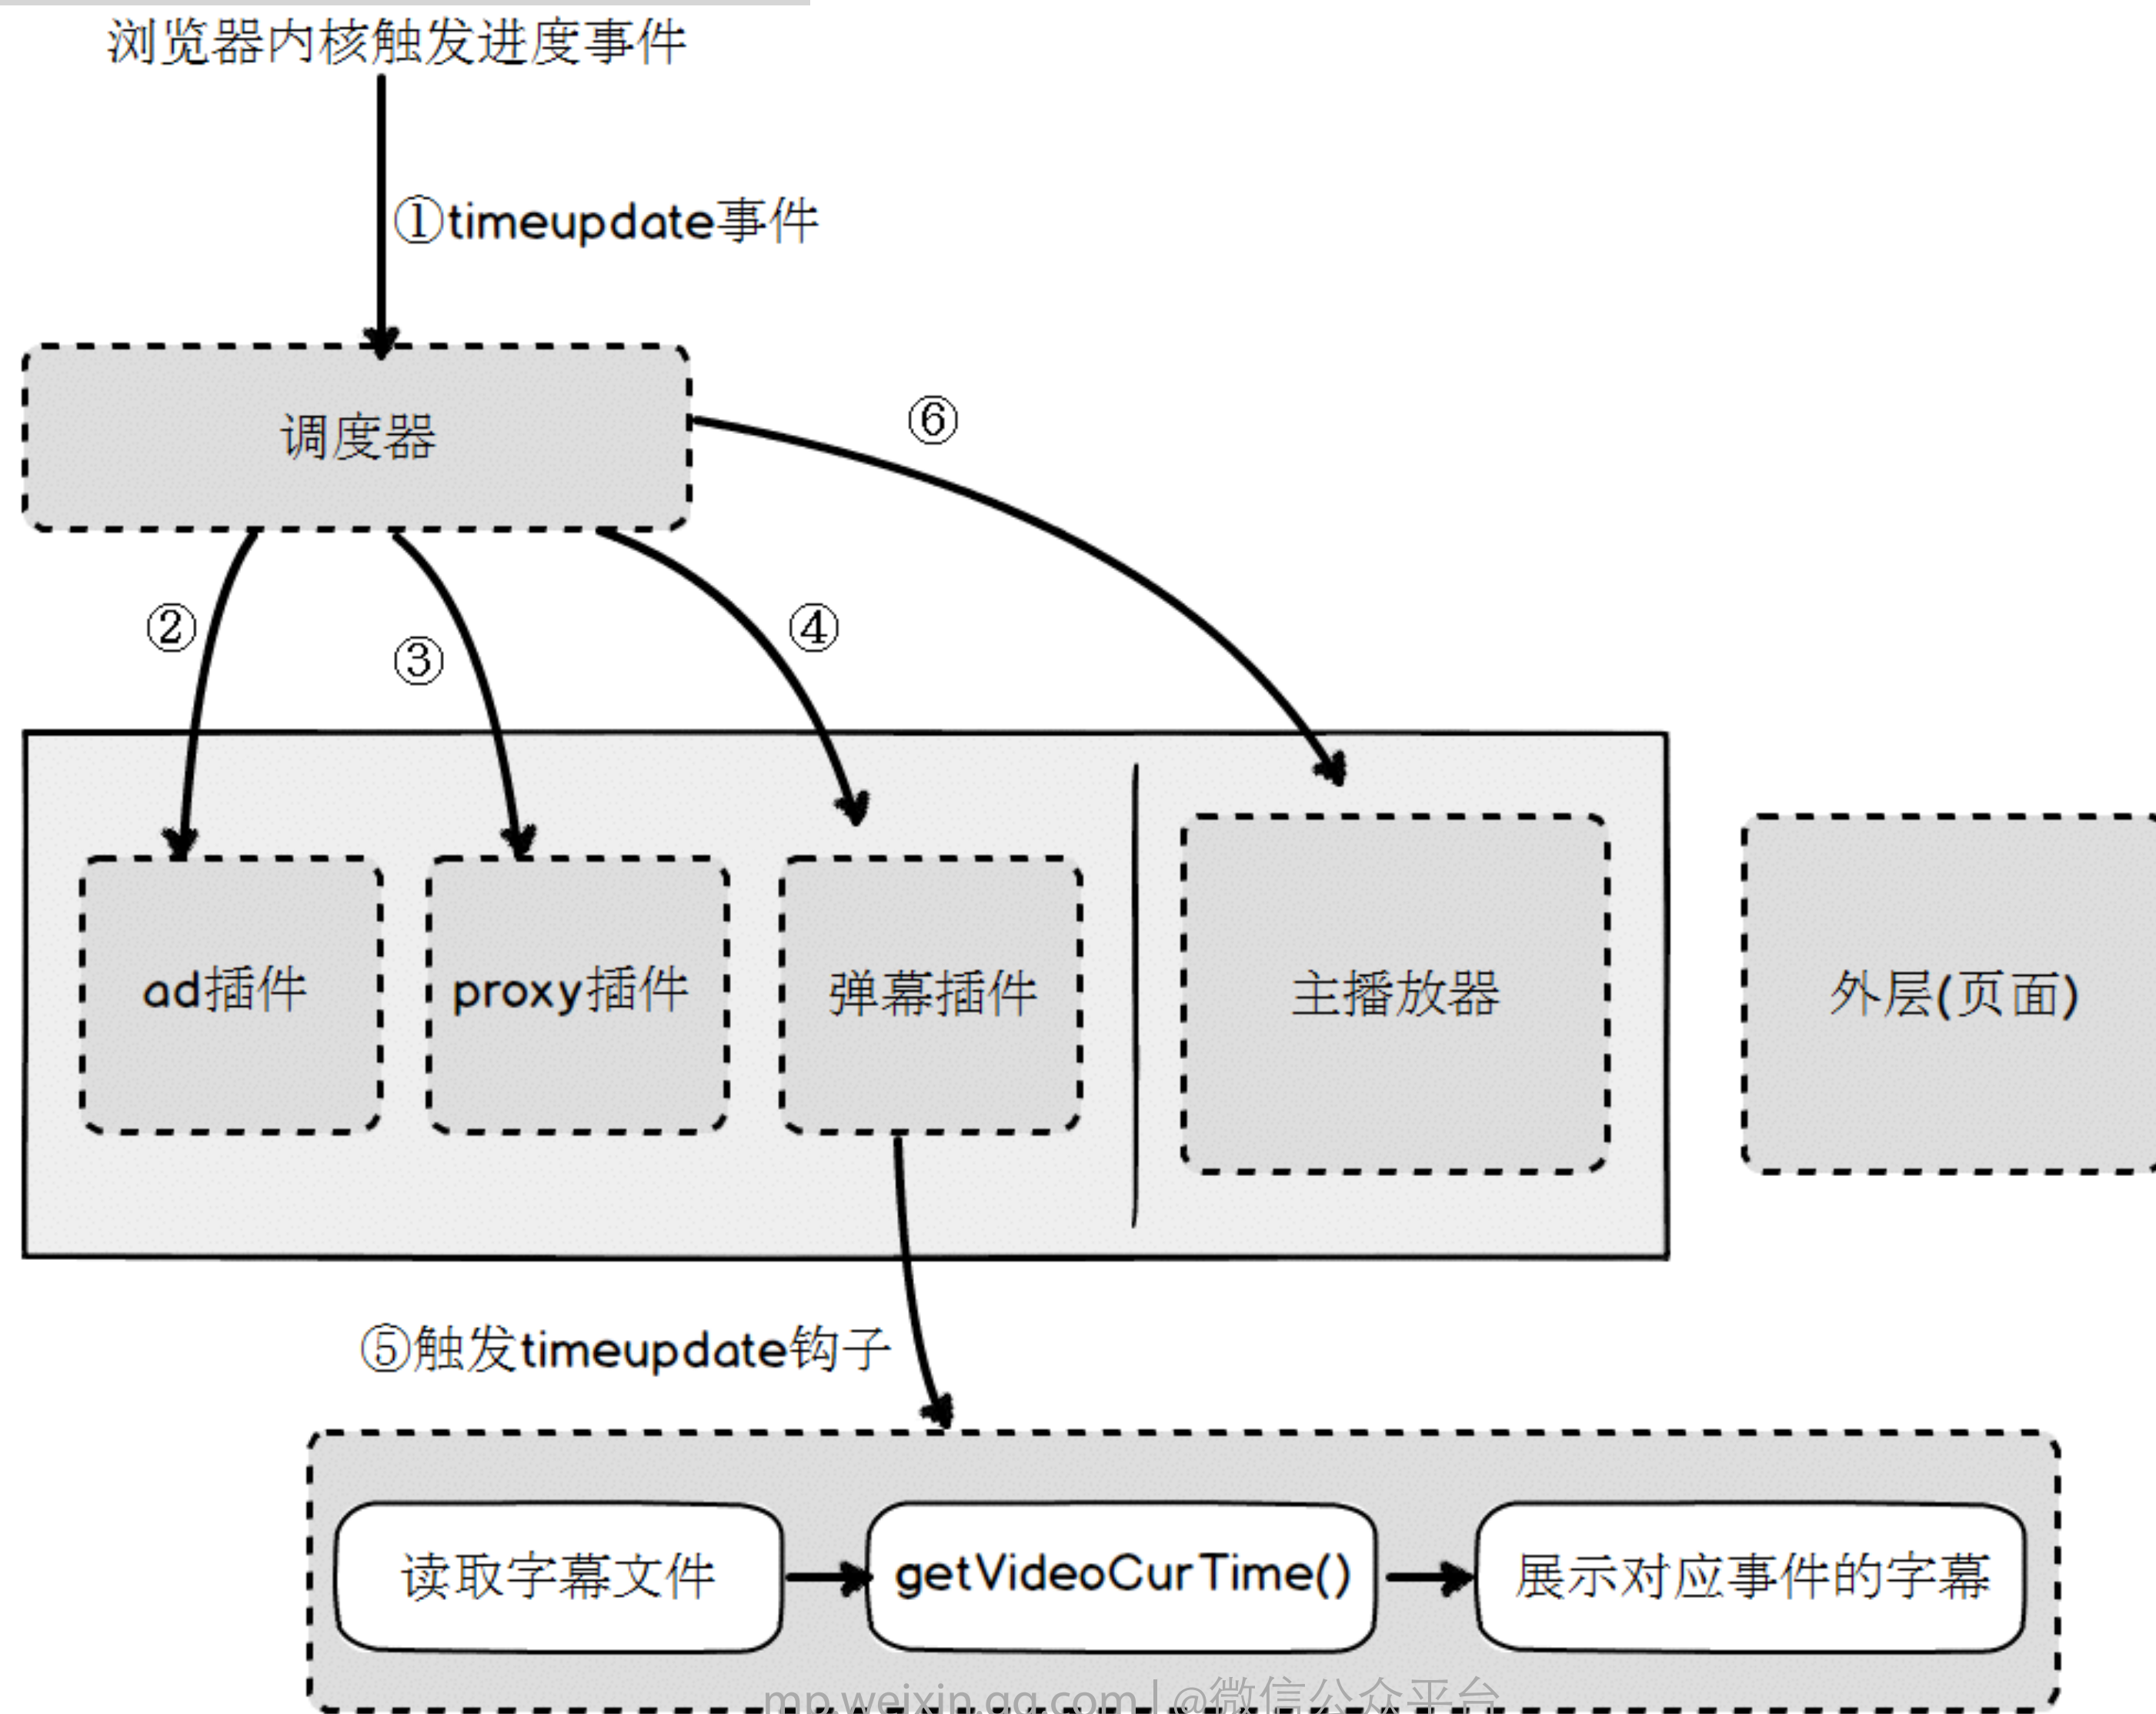 浏览器内核触发进度事件
①timeupdate事件
调度器
⑥
②
③
④
ad插件
proxy插件
弹幕插件
主播放器
外层(页面)
⑤触发timeupdate钩子
读取字幕文件
getVideoCurTime()
展示对应事件的字幕
mp.weixin.qq.com | @微信公众平台